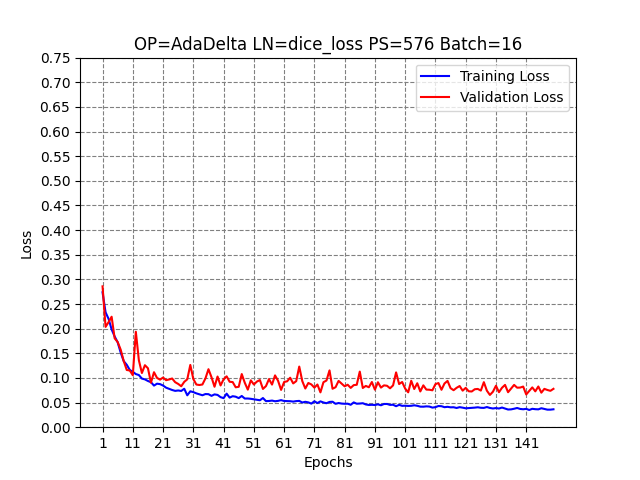 OP=AdaDelta LN=dice_loss PS=576 Batch=16
Training Loss
Validation Loss
0.75
0.70
0.65
0.60
0.55
0.50
0.45
0.40
0.35
0.30
0.25
0.20
0.15
0.10
0.05
0.00
Loss
1 11 21 31 41 51 61 71 81 91 101 111 121 131 141
Epochs